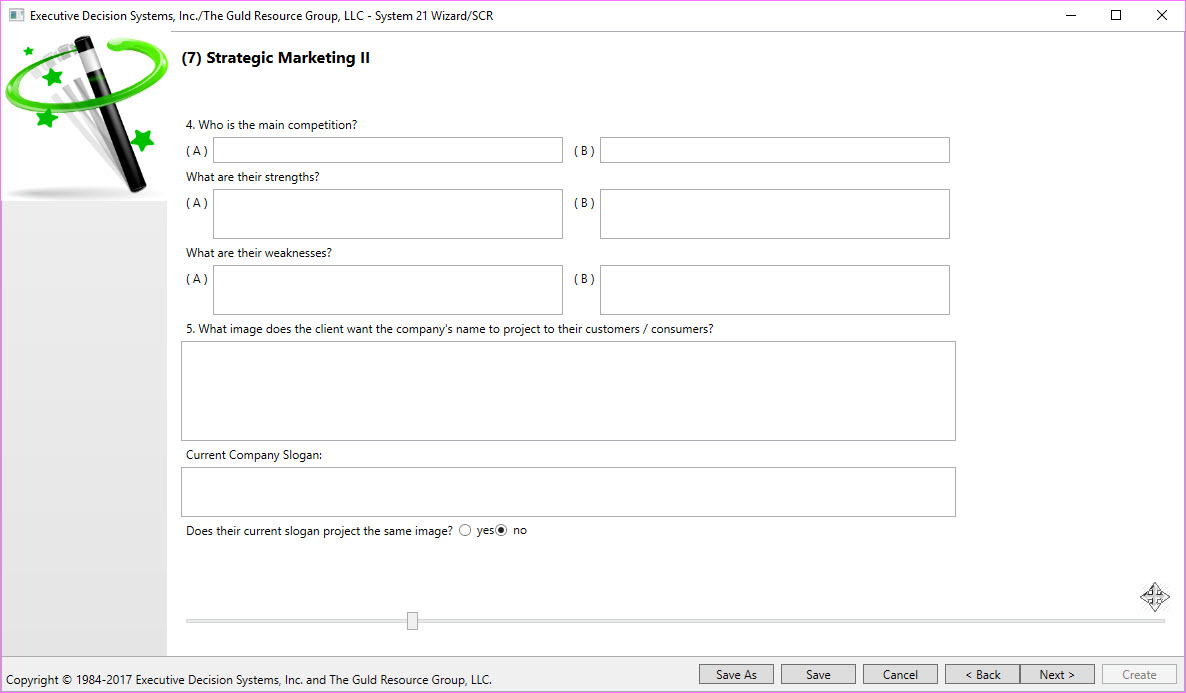 Executive Decision Systems, Inc./The Guld Resource Group, LLC - System 21 Wizard/SCR
(7) Strategic Marketing II
4. Who is the main competition?
( A ) ( B )
What are their strengths?
( A ) ( B )
What are their weaknesses?
( A ) ( B )
5. What image does the client want the company's name to project to their customers / consumers?
Current Company Slogan:
Does their current slogan project the same image? yes no
Copyright © 1984-2017 Executive Decision Systems, Inc. and The Guld Resource Group, LLC. Save As Save Cancel < Back Next > Create